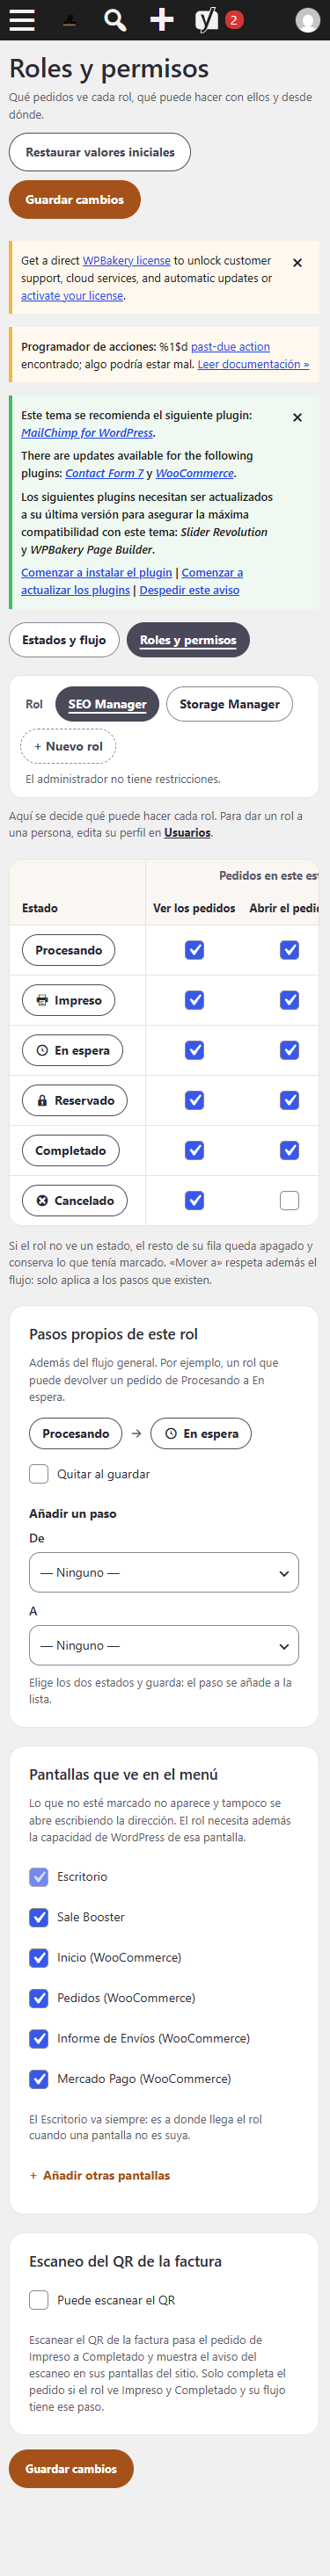 2
Roles y permisos
Qué pedidos ve cada rol, qué puede hacer con ellos y desde
dónde.
Restaurar valores iniciales
Guardar cambios
Get a direct WPBakery license to unlock customer
support, cloud services, and automatic updates or
activate your license.
Programador de acciones: %1$d past-due action
encontrado; algo podría estar mal. Leer documentación »
Este tema se recomienda el siguiente plugin:
MailChimp for WordPress.
There are updates available for the following
plugins: Contact Form 7 y WooCommerce.
Los siguientes plugins necesitan ser actualizados
a su última versión para asegurar la máxima
compatibilidad con este tema: Slider Revolution
y WPBakery Page Builder.
Comenzar a instalar el plugin | Comenzar a
actualizar los plugins | Despedir este aviso
Estados y flujo Roles y permisos
Rol SEO Manager Storage Manager
+ Nuevo rol
El administrador no tiene restricciones.
Aquí se decide qué puede hacer cada rol. Para dar un rol a
una persona, edita su perfil en Usuarios.
Pedidos en este es
Estado Ver los pedidos Abrir el pedi
Procesando
Impreso
En espera
Reservado
Completado
Cancelado
Si el rol no ve un estado, el resto de su fila queda apagado y
conserva lo que tenía marcado. «Mover a» respeta además el
flujo: solo aplica a los pasos que existen.
Pasos propios de este rol
Además del flujo general. Por ejemplo, un rol que
puede devolver un pedido de Procesando a En
espera.
Procesando → En espera
Quitar al guardar
Añadir un paso
De
— Ninguno —
A
— Ninguno —
Elige los dos estados y guarda: el paso se añade a la
lista.
Pantallas que ve en el menú
Lo que no esté marcado no aparece y tampoco se
abre escribiendo la dirección. El rol necesita además
la capacidad de WordPress de esa pantalla.
Escritorio
Sale Booster
Inicio (WooCommerce)
Pedidos (WooCommerce)
Informe de Envíos (WooCommerce)
Mercado Pago (WooCommerce)
El Escritorio va siempre: es a donde llega el rol
cuando una pantalla no es suya.
+ Añadir otras pantallas
Escaneo del QR de la factura
Puede escanear el QR
Escanear el QR de la factura pasa el pedido de
Impreso a Completado y muestra el aviso del
escaneo en sus pantallas del sitio. Solo completa el
pedido si el rol ve Impreso y Completado y su flujo
tiene ese paso.
Guardar cambios